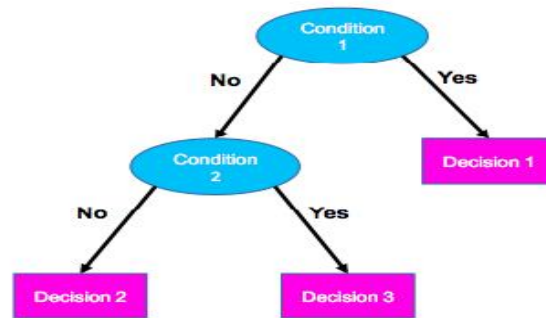 Condition
1
No
Yes
Condition
2
Decision 1
No
Yes
Decision 2
Decision 3